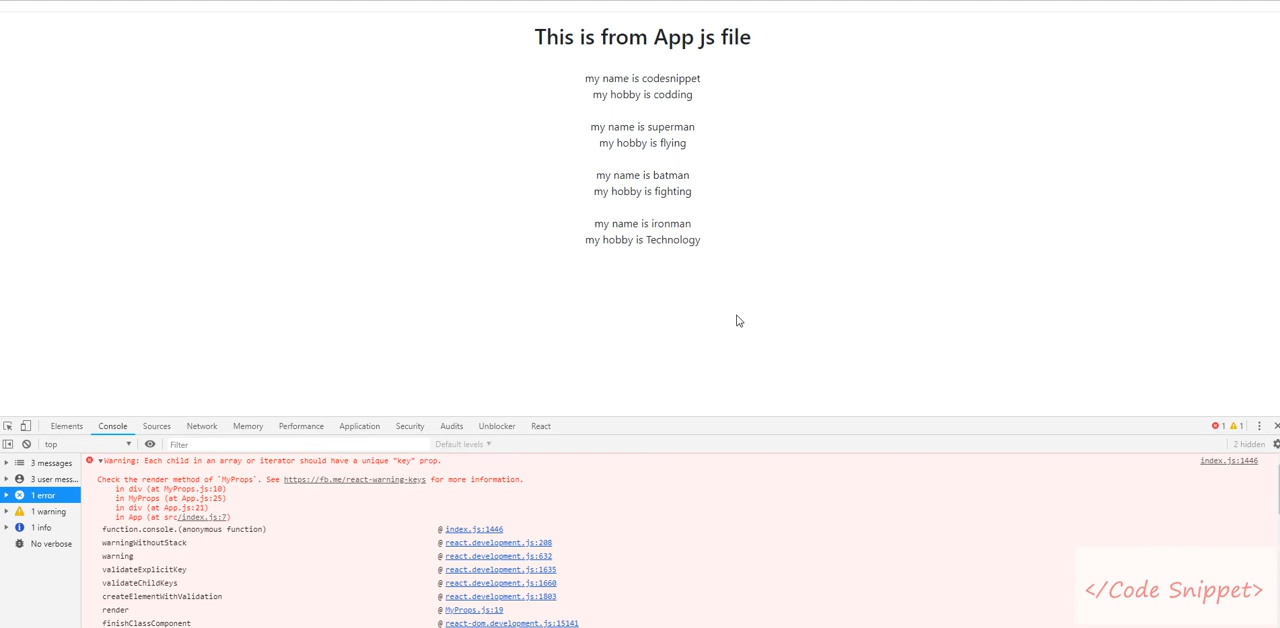 This is from App js file
my name is codesnippet
my hobby is codding
my name is superman
my hobby is flying
my name is batman
my hobby is fighting
my name is ironman
my hobby is Technology
Elements Console Sources Network Memory Performance Application Security Audits Unblocker React 1 1
top Filter Default levels 2 hidden
3 messages
3 user mess...
1 error
1 warning
1 info
No verbose
Warning: Each child in an array or iterator should have a unique "key" prop. index.js:1446
Check the render method of `MyProps`. See https://fb.me/react-warning-keys for more information.
in div (at MyProps.js:10)
in MyProps (at App.js:25)
in div (at App.js:21)
in App (at src/index.js:7)
function.console.(anonymous function) @ index.js:1446
warningWithoutStack @ react.development.js:208
warning @ react.development.js:632
validateExplicitKey @ react.development.js:1635
validateChildKeys @ react.development.js:1660
createElementWithValidation @ react.development.js:1803
render @ MyProps.js:19
finishClassComponent @ react-dom.development.js:15141
</Code Snippet>